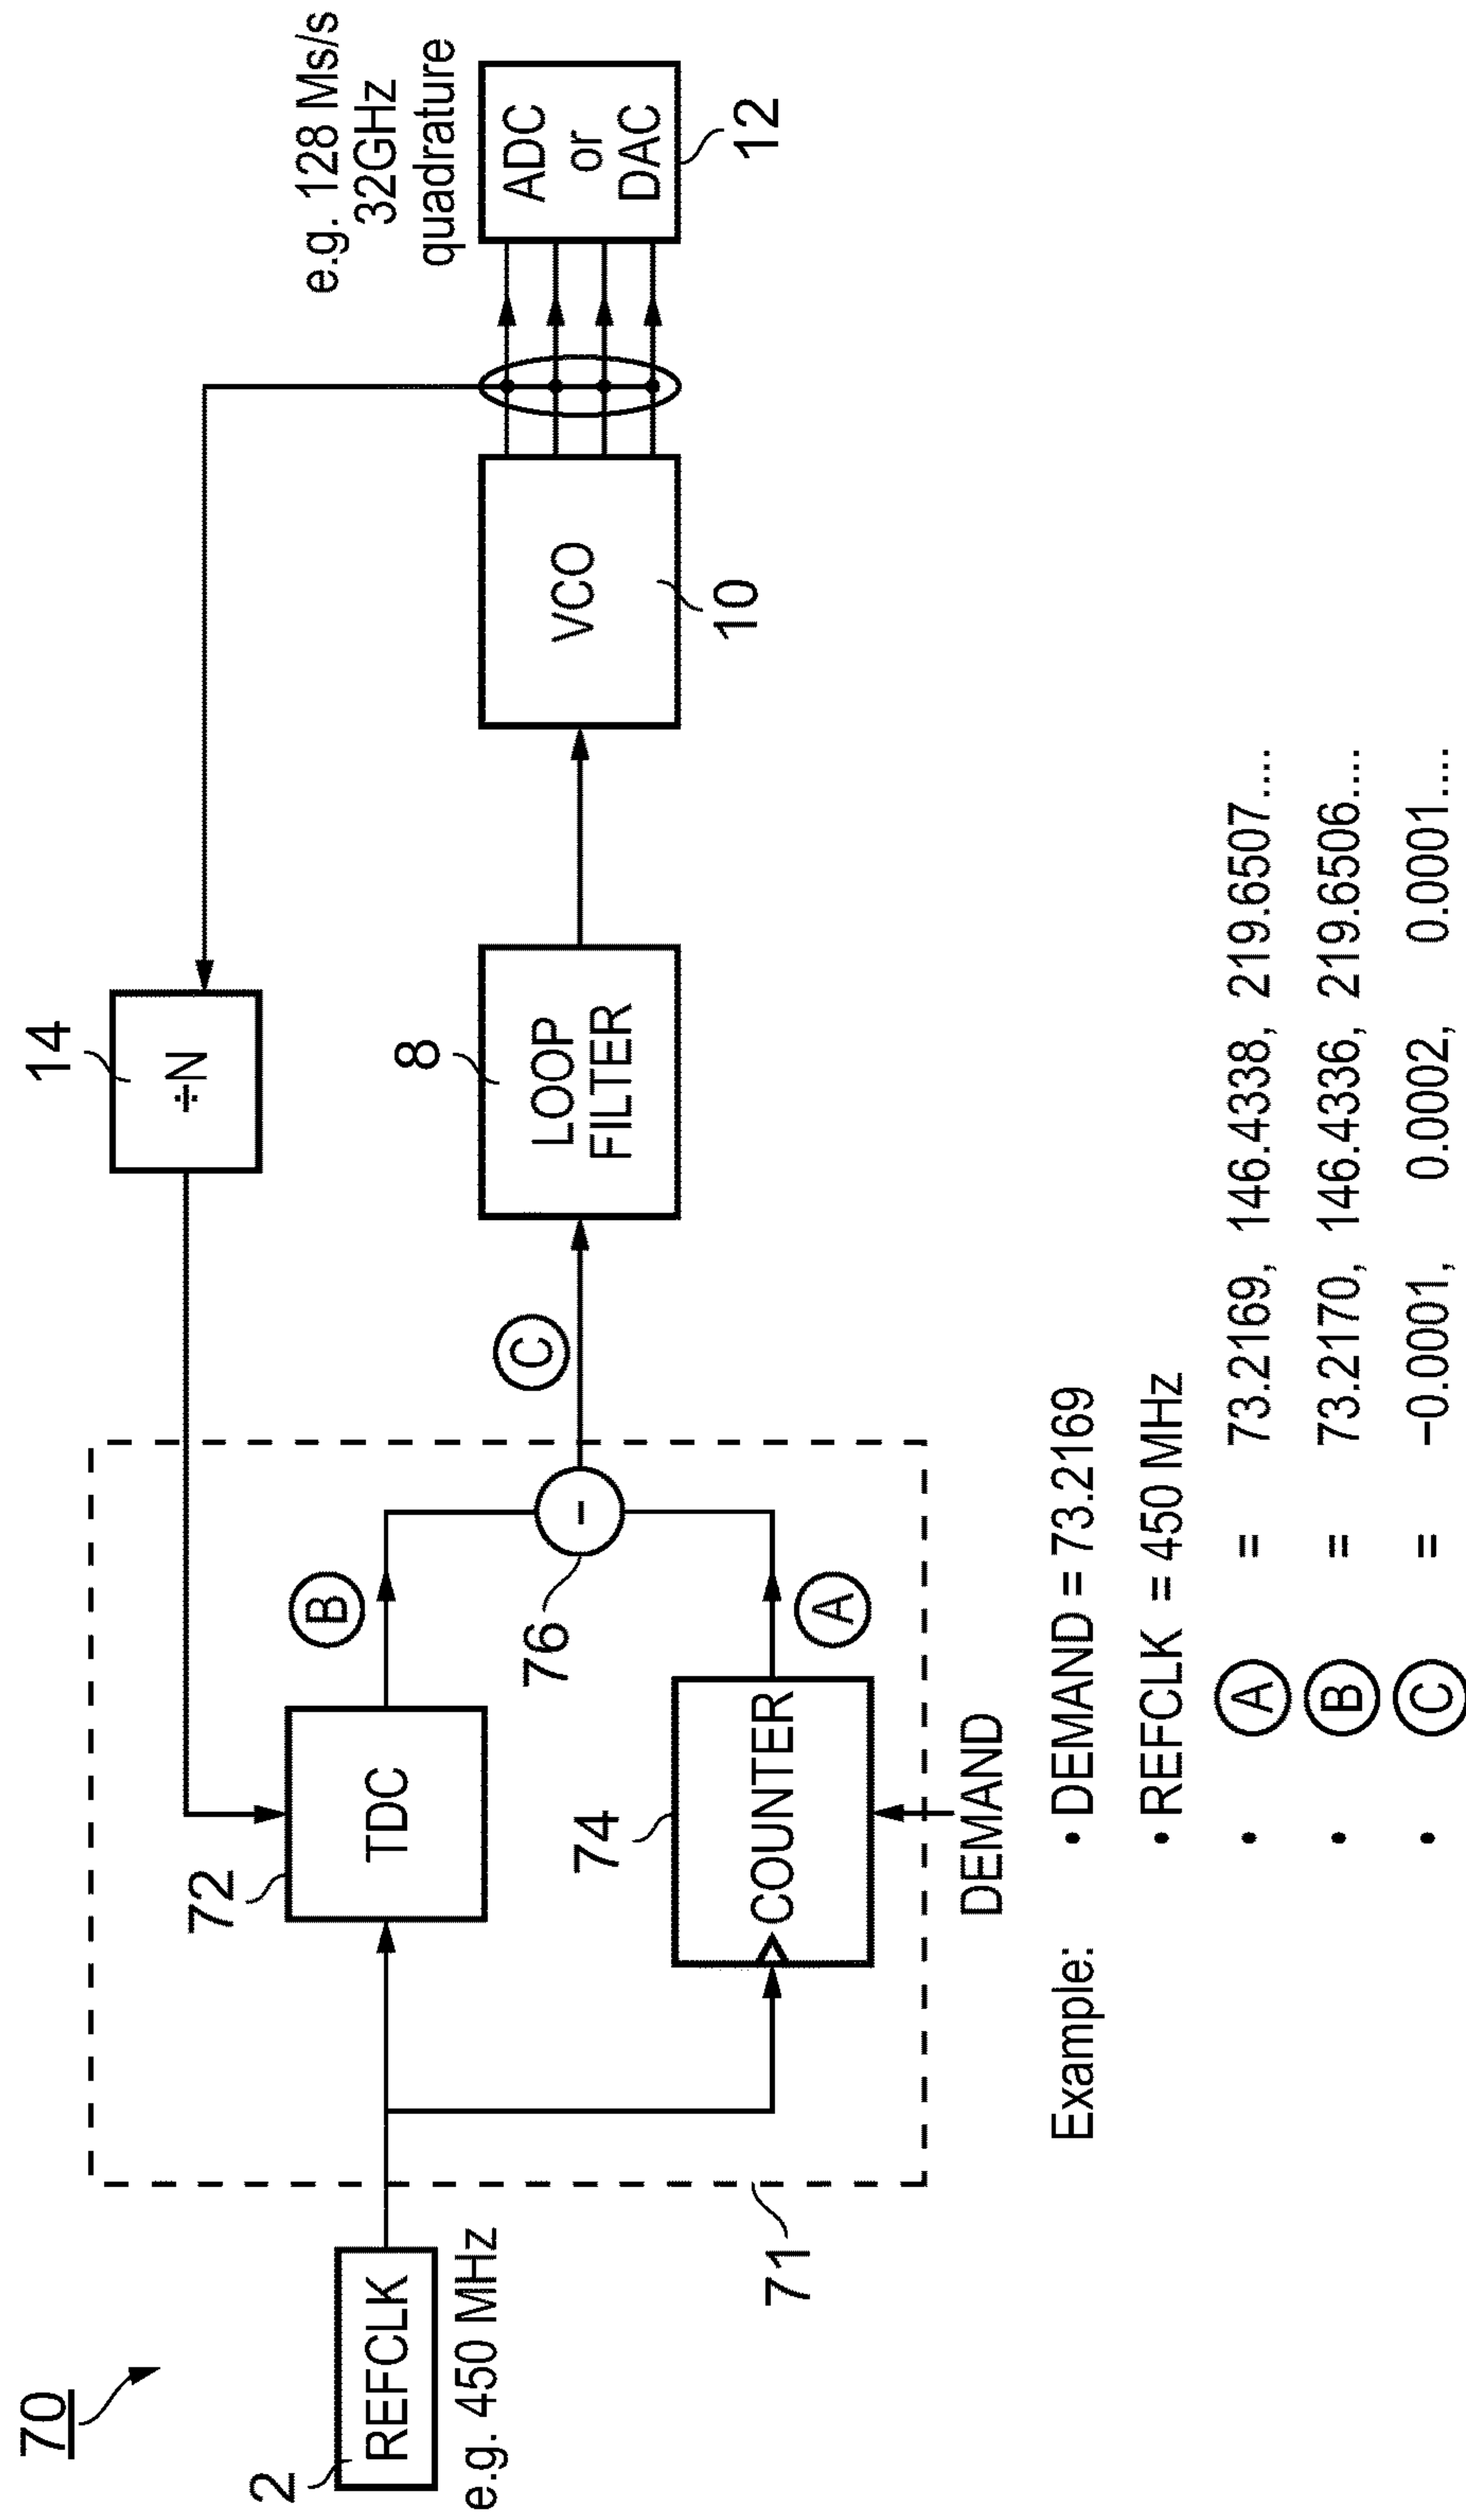 70
2
REFCLK
e.g. 450 MHz
71
72
TDC
B
76
74
COUNTER
A
DEMAND
C
14
÷N
8
LOOP
FILTER
VCO
10
e.g. 128 Ms/s
32GHz
quadrature
ADC
or
DAC
12
Example: • DEMAND = 73.2169
• REFCLK = 450 MHz
• A = 73.2169, 146.4338, 219.6507....
• B = 73.2170, 146.4336, 219.6506....
• C = –0.0001, 0.0002, 0.0001....